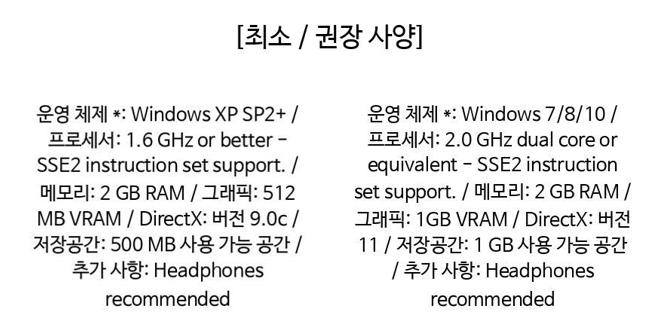 [최소 / 권장 사양]
운영 체제 *: Windows XP SP2+ /
프로세서: 1.6 GHz or better –
SSE2 instruction set support. /
메모리: 2 GB RAM / 그래픽: 512
MB VRAM / DirectX: 버전 9.0c /
저장공간: 500 MB 사용 가능 공간 /
추가 사항: Headphones
recommended
운영 체제 *: Windows 7/8/10 /
프로세서: 2.0 GHz dual core or
equivalent – SSE2 instruction
set support. / 메모리: 2 GB RAM /
그래픽: 1GB VRAM / DirectX: 버전
11 / 저장공간: 1 GB 사용 가능 공간
/ 추가 사항: Headphones
recommended